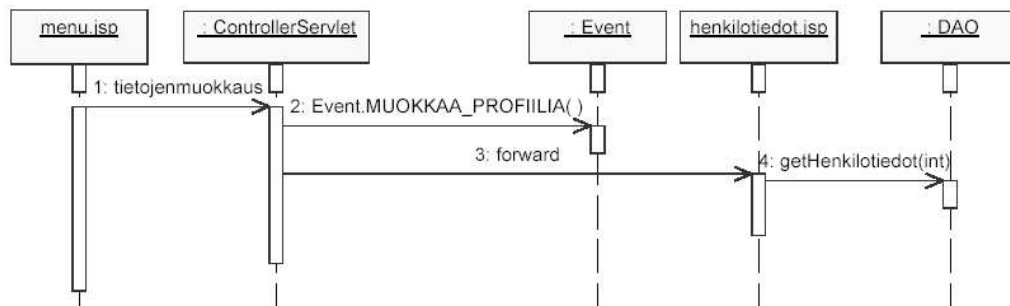 menu.jsp
: ControllerServlet
: Event
henkilotiedot.jsp
: DAO
1: tietojenmuokkaus
2: Event.MUOKKAA_PROFIILIA( )
3: forward
4: getHenkilotiedot(int)